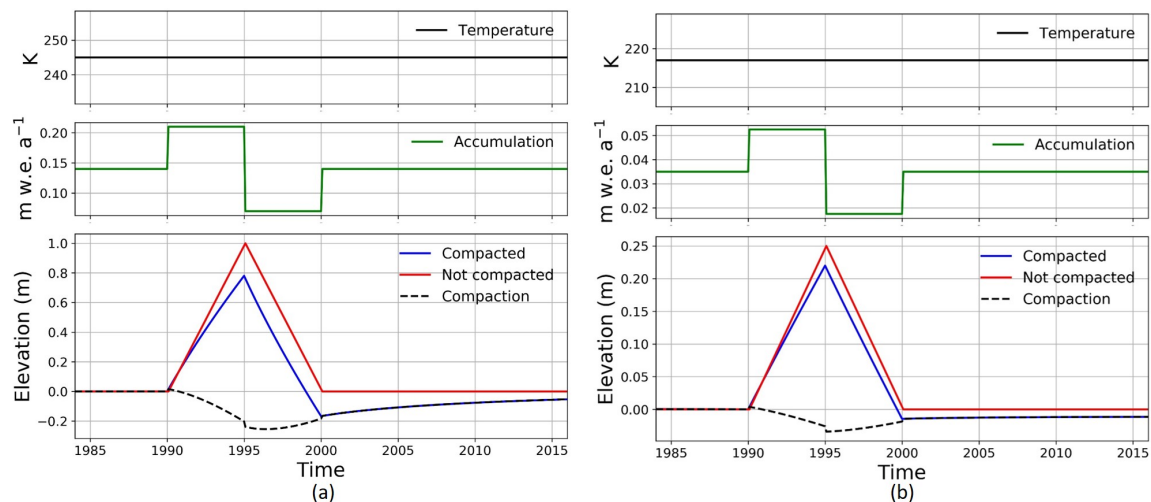 Temperature
250
240
K
Accumulation
0.20
0.15
0.10
m w.e. a⁻¹
Compacted
Not compacted
Compaction
1.0
0.8
0.6
0.4
0.2
0.0
−0.2
Elevation (m)
1985 1990 1995 2000 2005 2010 2015
Time
(a)
Temperature
220
210
K
Accumulation
0.05
0.04
0.03
0.02
m w.e. a⁻¹
Compacted
Not compacted
Compaction
0.25
0.20
0.15
0.10
0.05
0.00
Elevation (m)
1985 1990 1995 2000 2005 2010 2015
Time
(b)